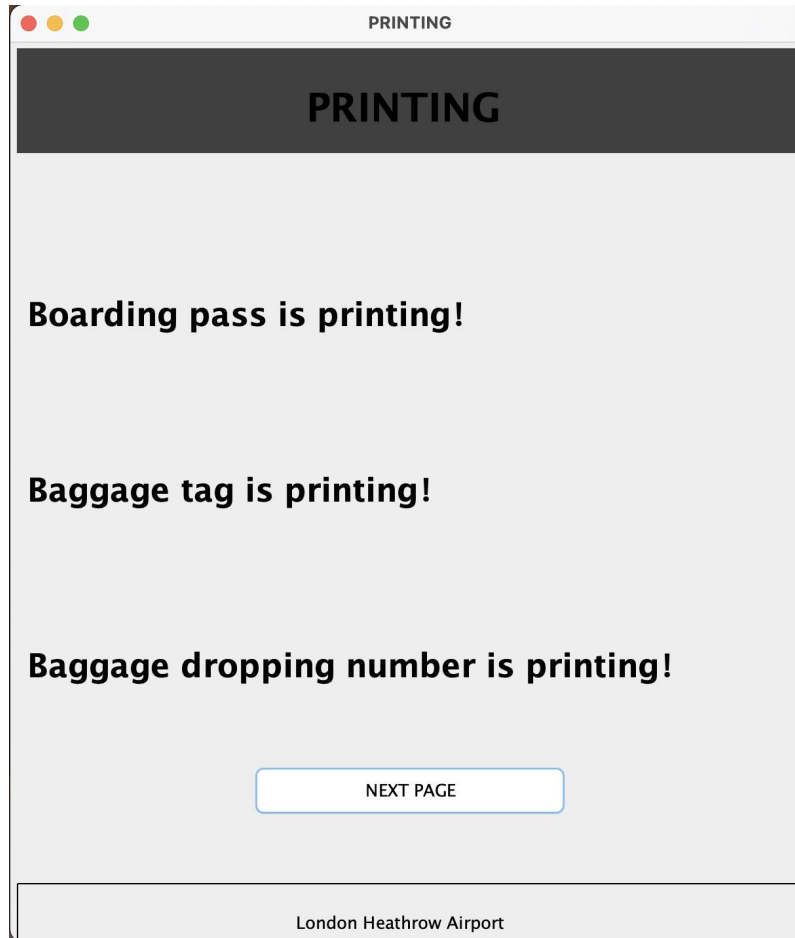 PRINTING
PRINTING
Boarding pass is printing!
Baggage tag is printing!
Baggage dropping number is printing!
NEXT PAGE
London Heathrow Airport